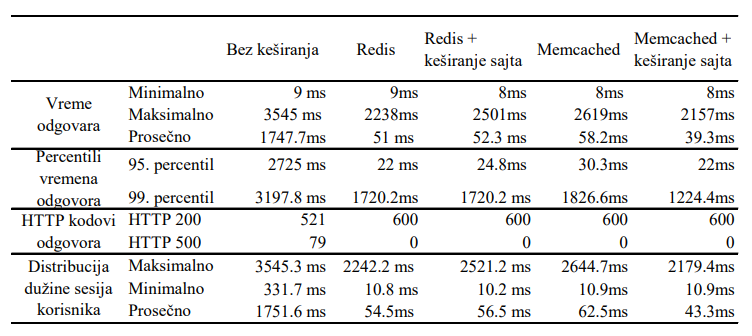 Bez keširanja Redis Redis + keširanje sajta Memcached Memcached + keširanje sajta
Vreme odgovara Minimalno 9 ms 9ms 8ms 8ms 8ms
Maksimalno 3545 ms 2238ms 2501ms 2619ms 2157ms
Prosečno 1747.7ms 51 ms 52.3 ms 58.2ms 39.3ms
Percentili vremena odgovora 95. percentil 2725 ms 22 ms 24.8ms 30.3ms 22ms
99. percentil 3197.8 ms 1720.2ms 1720.2 ms 1826.6ms 1224.4ms
HTTP kodovi odgovora HTTP 200 521 600 600 600 600
HTTP 500 79 0 0 0 0
Distribucija dužine sesija korisnika Maksimalno 3545.3 ms 2242.2 ms 2521.2 ms 2644.7ms 2179.4ms
Minimalno 331.7 ms 10.8 ms 10.2 ms 10.9ms 10.9ms
Prosečno 1751.6 ms 54.5ms 56.5 ms 62.5ms 43.3ms